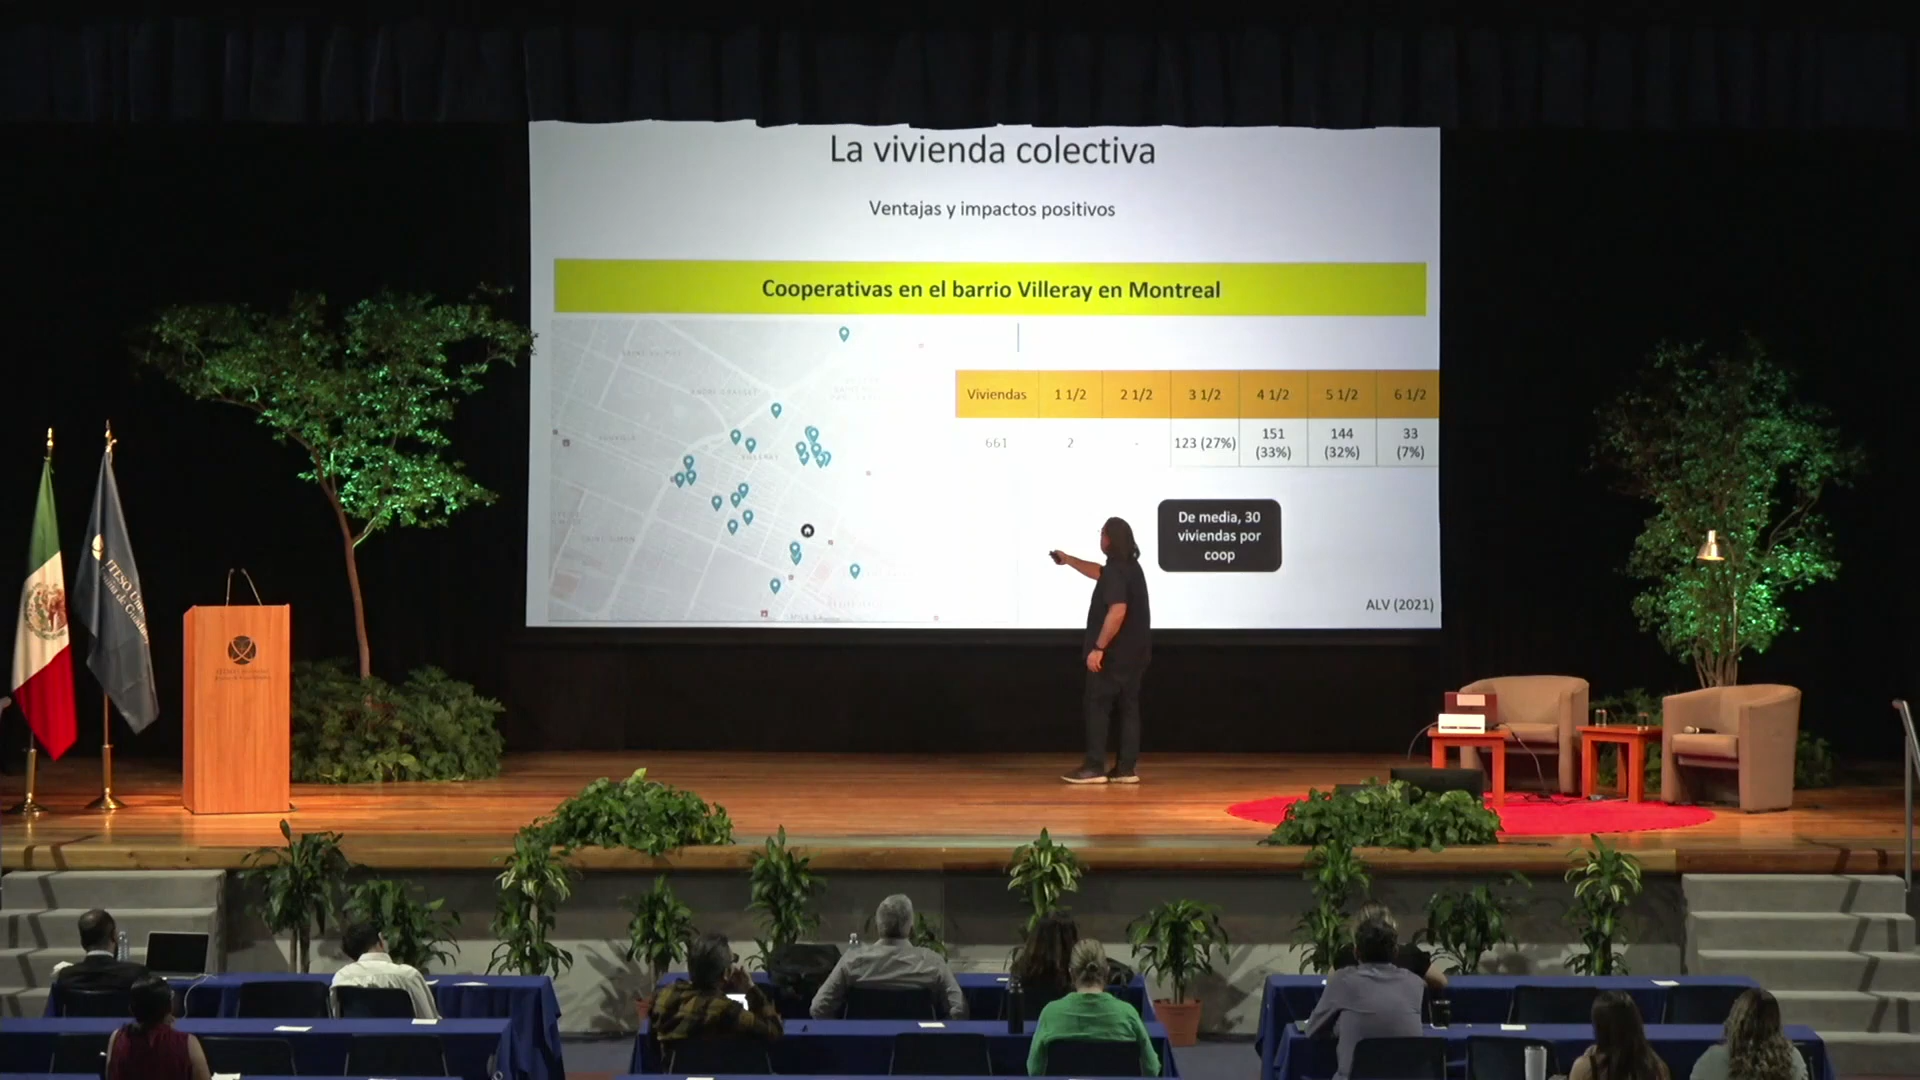 La vivienda colectiva
Ventajas y impactos positivos
Cooperativas en el barrio Villeray en Montreal
Viviendas 1 1/2 2 1/2 3 1/2 4 1/2 5 1/2 6 1/2
661 2 - 123 (27%) 151 (33%) 144 (32%) 33 (7%)
De media, 30
viviendas por
coop
ALV (2021)
VILLERAY
ITESO